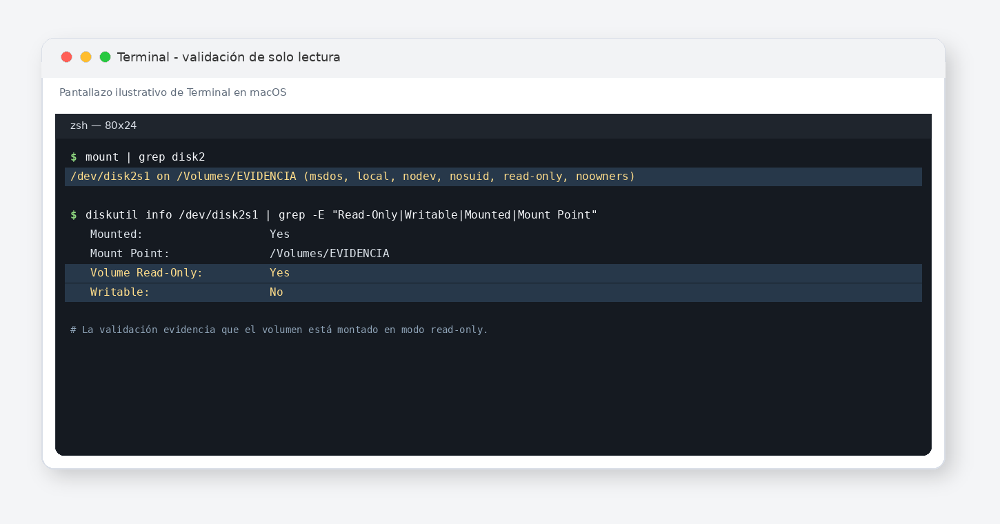 Terminal - validación de solo lectura
Pantallazo ilustrativo de Terminal en macOS
zsh — 80x24
$ mount | grep disk2
/dev/disk2s1 on /Volumes/EVIDENCIA (msdos, local, nodev, nosuid, read-only, noowners)
$ diskutil info /dev/disk2s1 | grep -E "Read-Only|Writable|Mounted|Mount Point"
Mounted: Yes
Mount Point: /Volumes/EVIDENCIA
Volume Read-Only: Yes
Writable: No
# La validación evidencia que el volumen está montado en modo read-only.